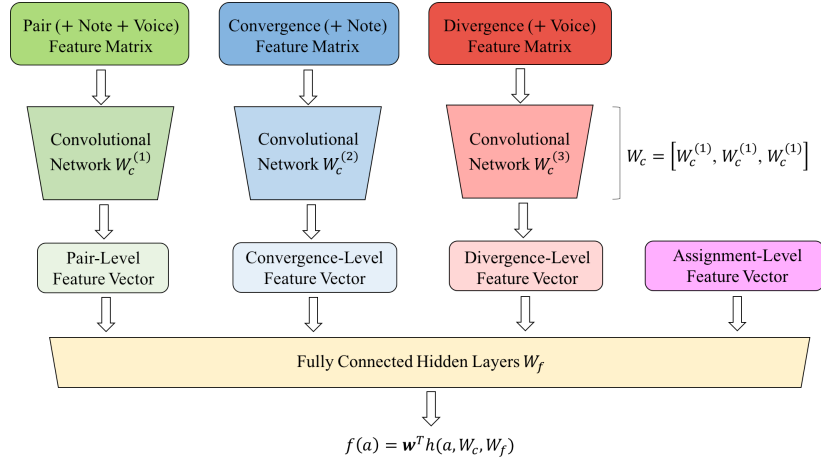 Pair (+ Note + Voice)
Feature Matrix
Convergence (+ Note)
Feature Matrix
Divergence (+ Voice)
Feature Matrix
Convolutional
Network W_c^(1)
Convolutional
Network W_c^(2)
Convolutional
Network W_c^(3)
W_c = [W_c^(1), W_c^(1), W_c^(1)]
Pair-Level
Feature Vector
Convergence-Level
Feature Vector
Divergence-Level
Feature Vector
Assignment-Level
Feature Vector
Fully Connected Hidden Layers W_f
f(a) = w^T h(a, W_c, W_f)